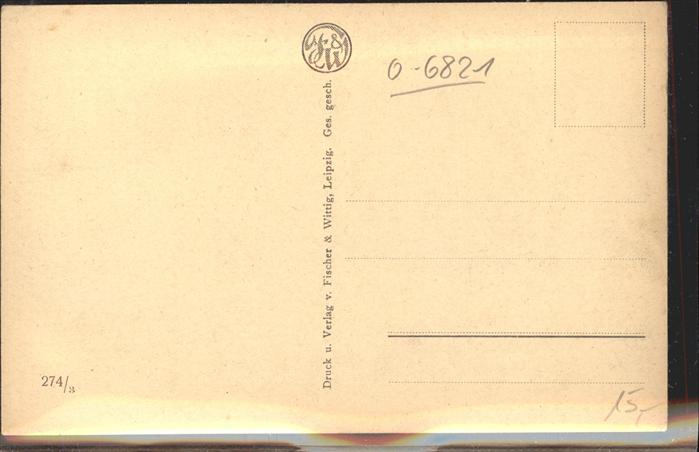 F&W
0-6821
Druck u. Verlag v. Fischer & Wittig, Leipzig. Ges. gesch.
274/3
15,-